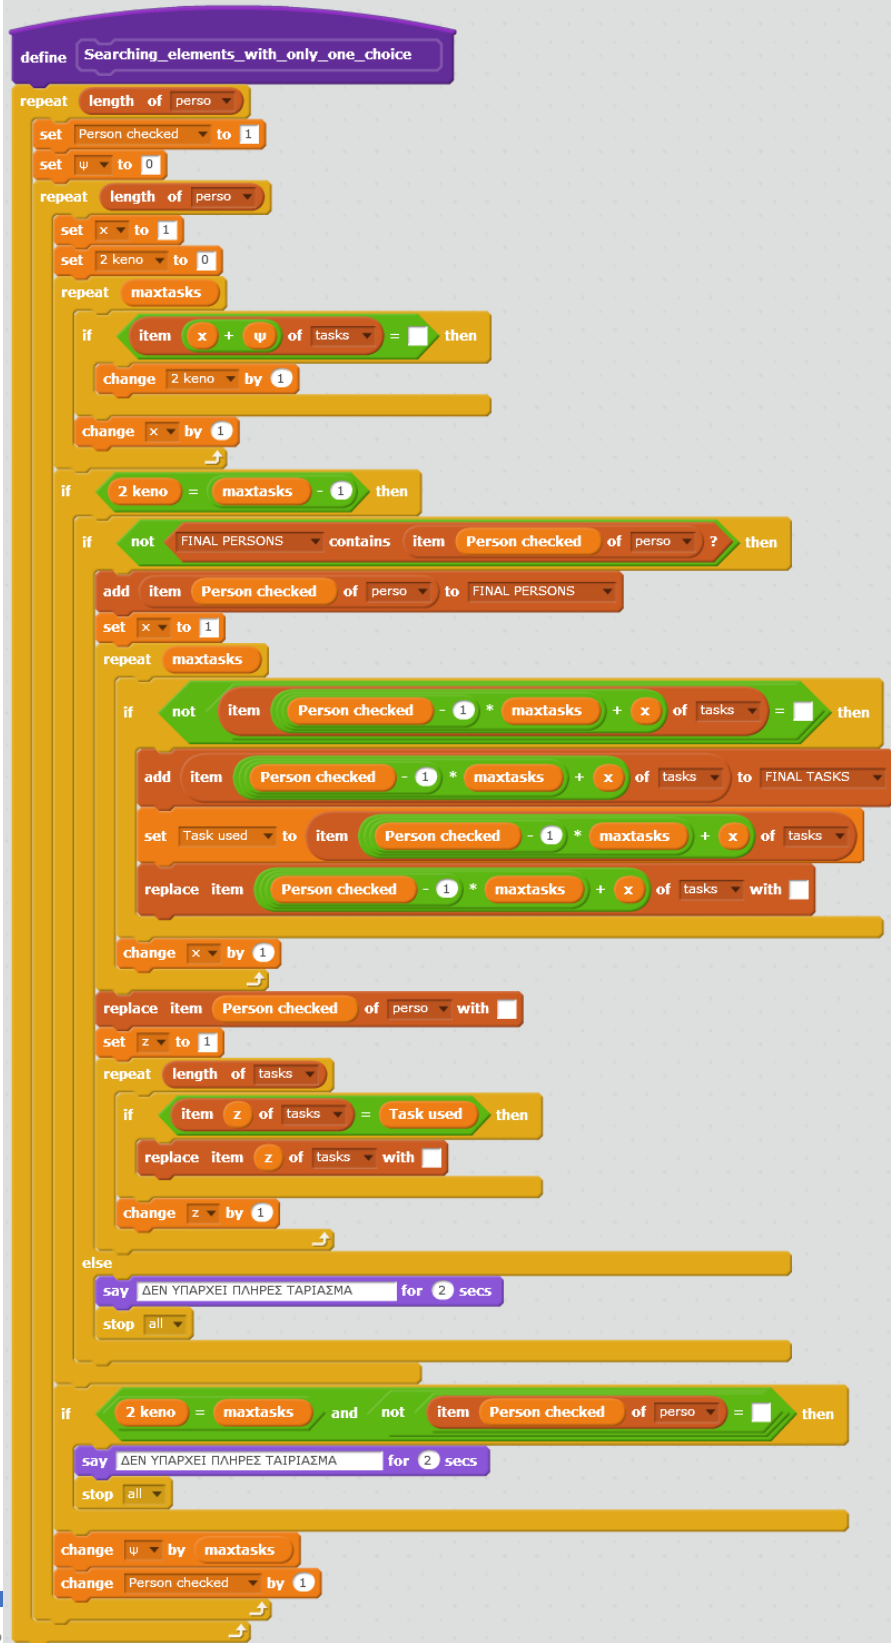 define Searching_elements_with_only_one_choice
repeat length of perso
set Person checked to 1
set ψ to 0
repeat length of perso
set x to 1
set 2 keno to 0
repeat maxtasks
if item x + ψ of tasks = then
change 2 keno by 1
change x by 1
if 2 keno = maxtasks - 1 then
if not FINAL PERSONS contains item Person checked of perso ? then
add item Person checked of perso to FINAL PERSONS
set x to 1
repeat maxtasks
if not item Person checked - 1 * maxtasks + x of tasks = then
add item Person checked - 1 * maxtasks + x of tasks to FINAL TASKS
set Task used to item Person checked - 1 * maxtasks + x of tasks
replace item Person checked - 1 * maxtasks + x of tasks with
change x by 1
replace item Person checked of perso with
set z to 1
repeat length of tasks
if item z of tasks = Task used then
replace item z of tasks with
change z by 1
else
say ΔΕΝ ΥΠΑΡΧΕΙ ΠΛΗΡΕΣ ΤΑΡΙΑΣΜΑ for 2 secs
stop all
if 2 keno = maxtasks and not item Person checked of perso = then
say ΔΕΝ ΥΠΑΡΧΕΙ ΠΛΗΡΕΣ ΤΑΙΡΙΑΣΜΑ for 2 secs
stop all
change ψ by maxtasks
change Person checked by 1